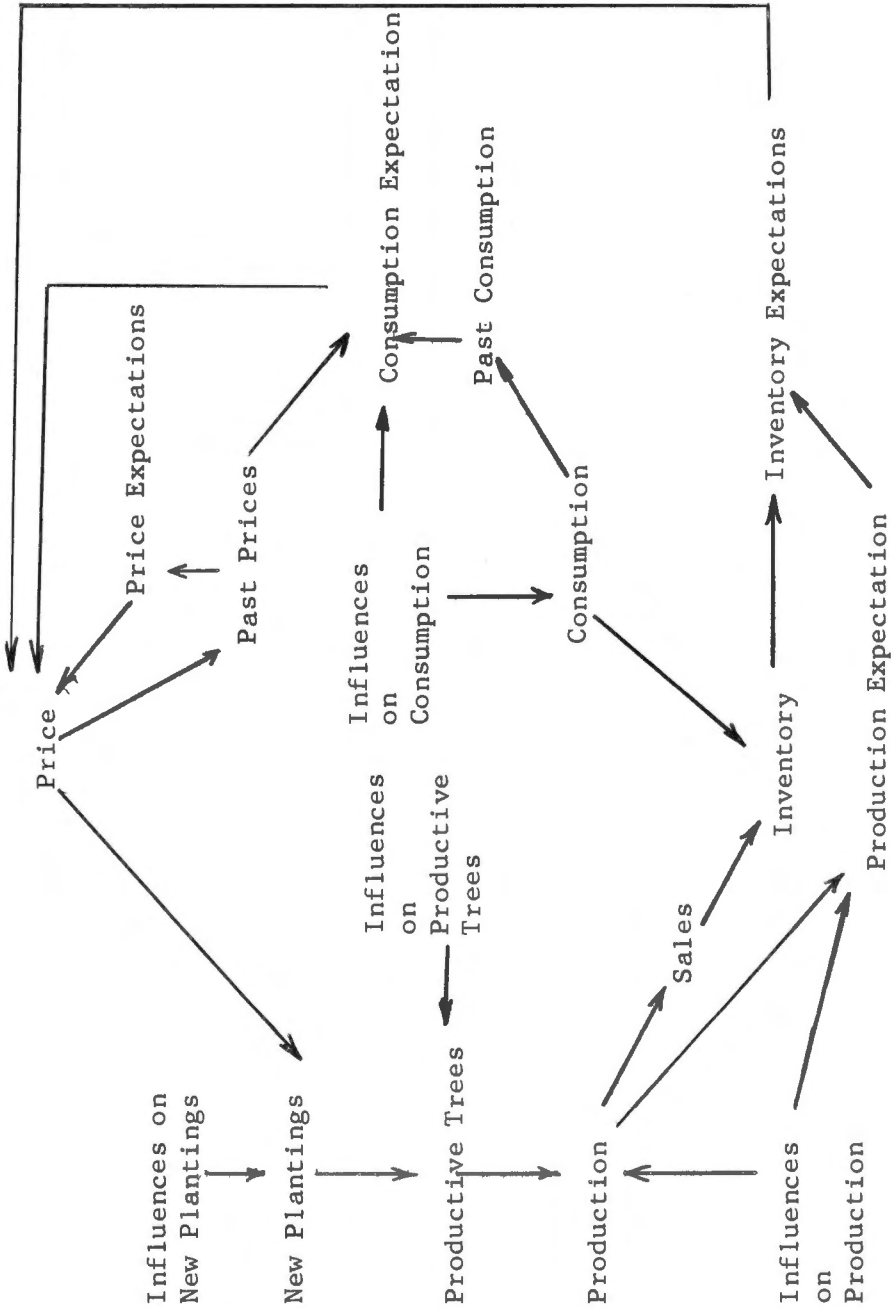 Price
Influences on
New Plantings
Price Expectations
Past Prices
New Plantings
Influences
on
Consumption
Consumption Expectation
Influences
on
Productive
Trees
Productive Trees
Past Consumption
Consumption
Production
Sales
Inventory
Inventory Expectations
Influences
on
Production
Production Expectation